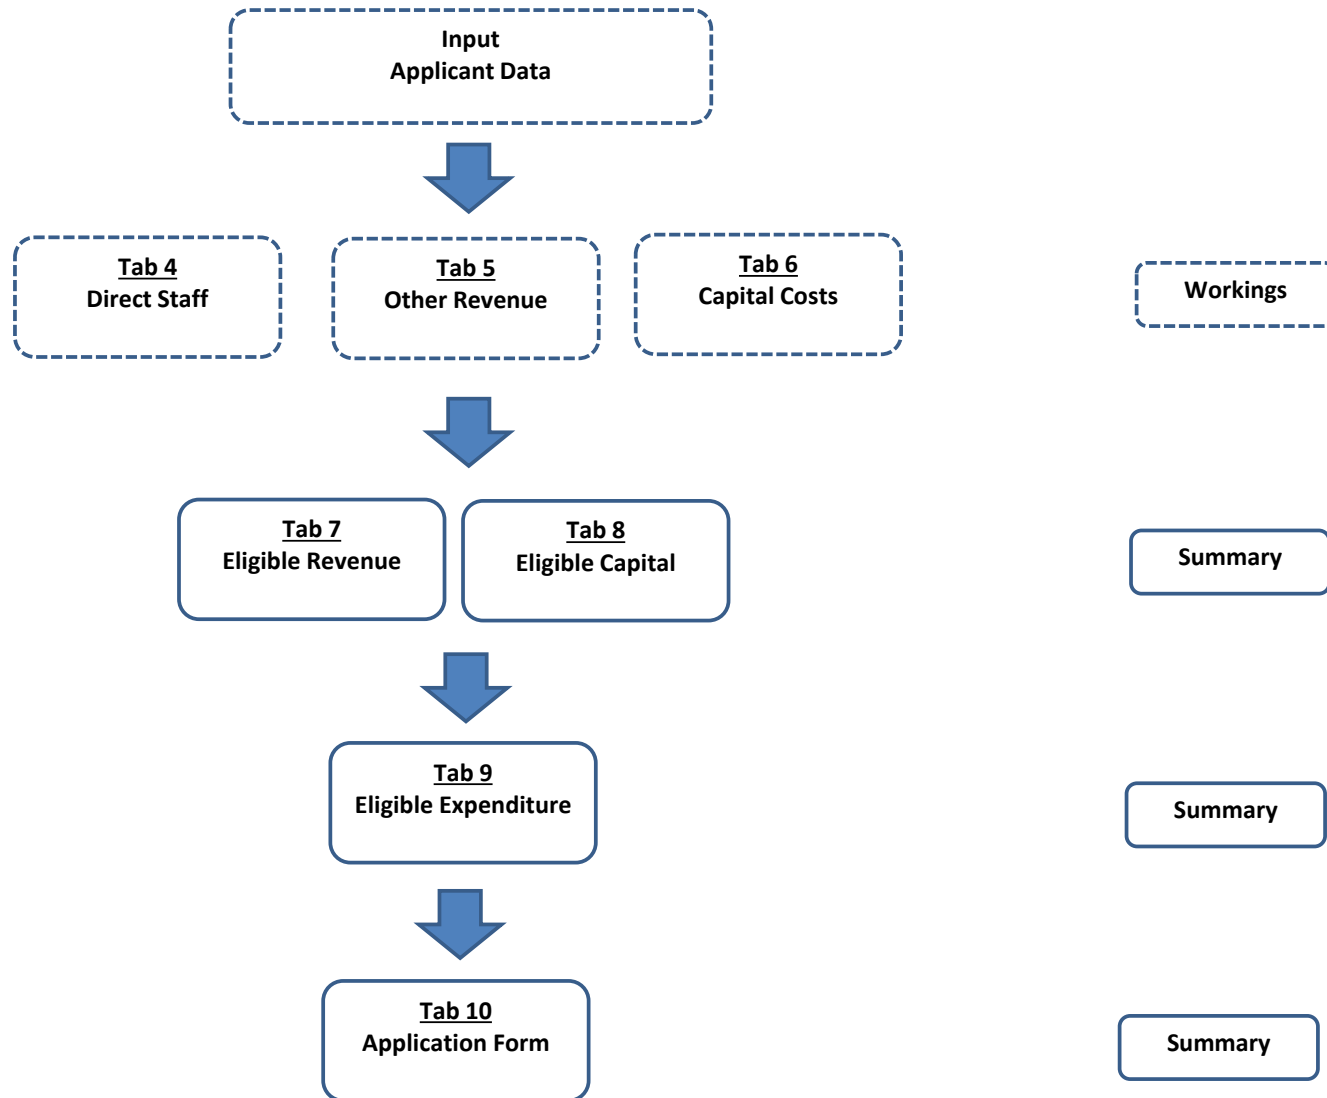 Input
Applicant Data
Tab 4
Direct Staff
Tab 5
Other Revenue
Tab 6
Capital Costs
Workings
Tab 7
Eligible Revenue
Tab 8
Eligible Capital
Summary
Tab 9
Eligible Expenditure
Summary
Tab 10
Application Form
Summary